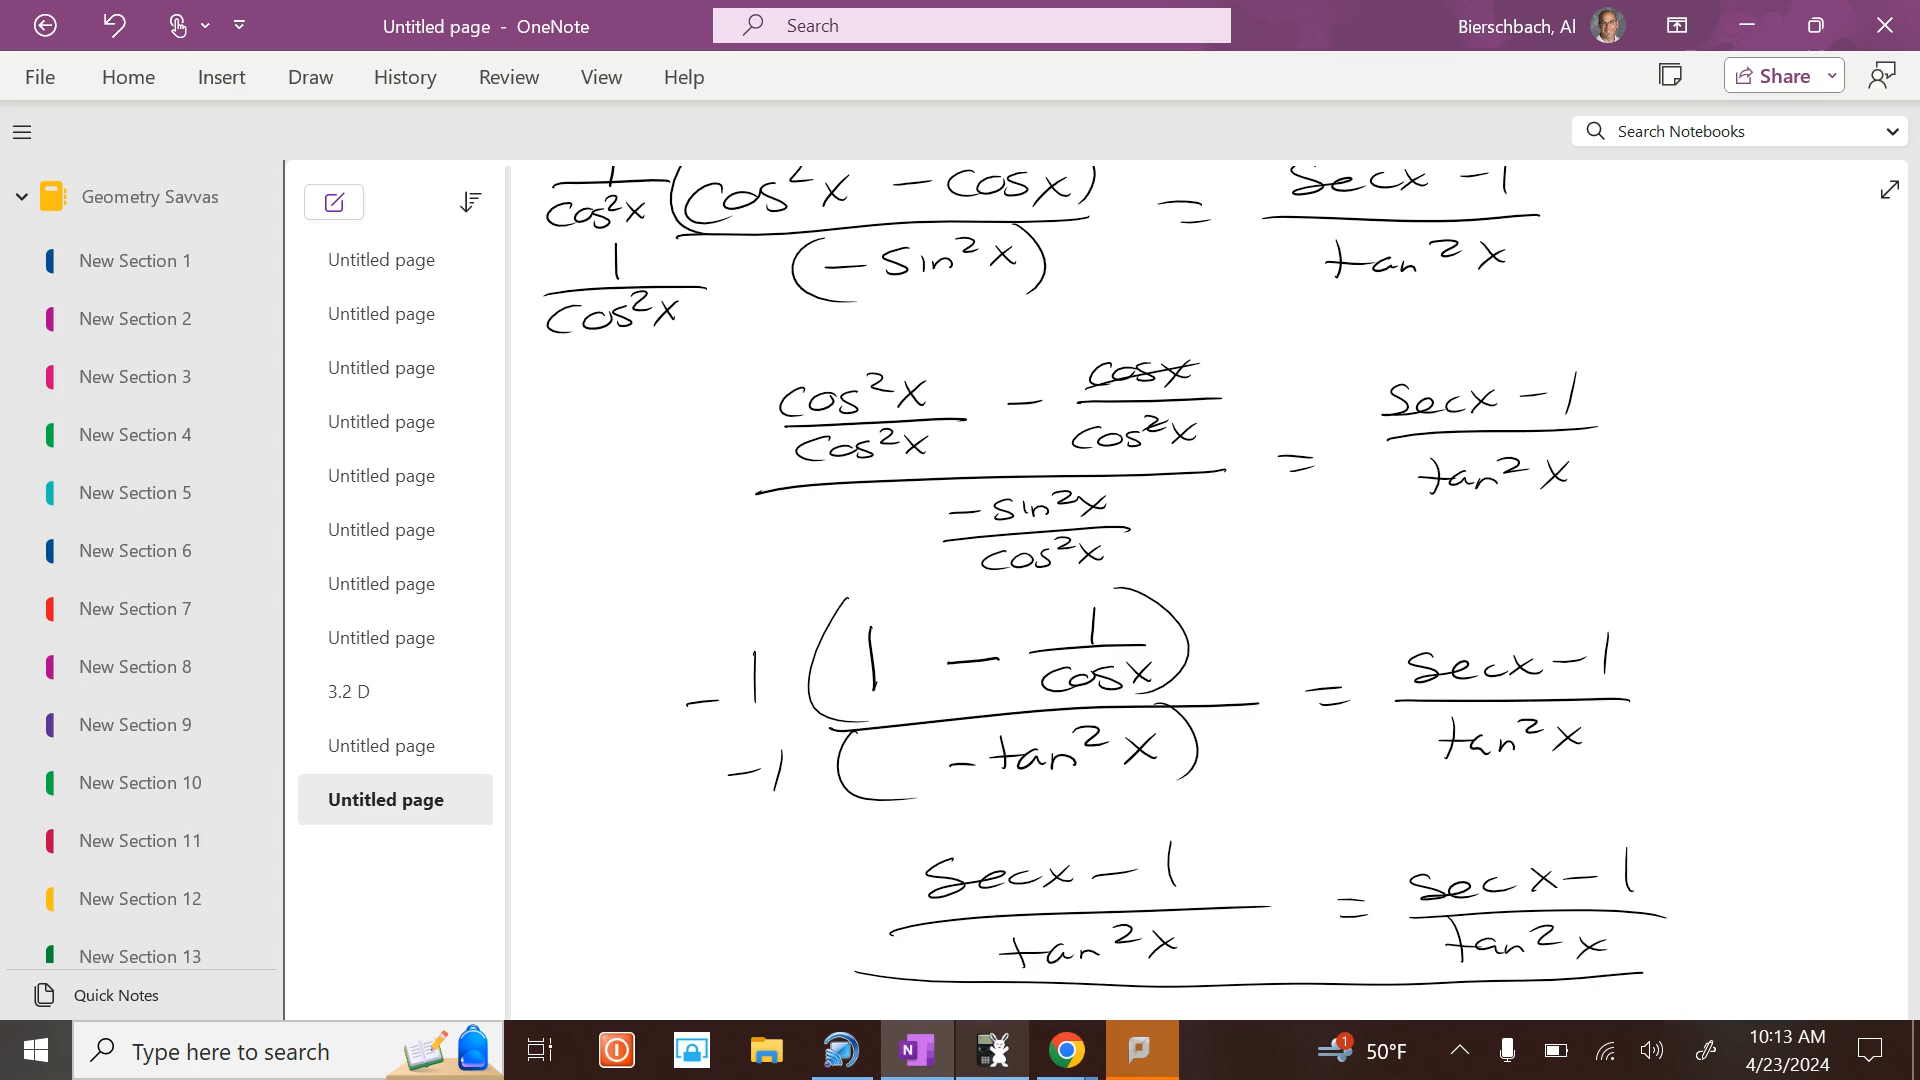 Untitled page - OneNote
Search
Bierschbach, Al
File Home Insert Draw History Review View Help
Share
Search Notebooks
Geometry Savvas
New Section 1
New Section 2
New Section 3
New Section 4
New Section 5
New Section 6
New Section 7
New Section 8
New Section 9
New Section 10
New Section 11
New Section 12
New Section 13
Quick Notes
Untitled page
Untitled page
Untitled page
Untitled page
Untitled page
Untitled page
Untitled page
Untitled page
3.2 D
Untitled page
Untitled page
1 (cos²x - cosx) secx - 1
cos²x =
1 (-sin²x) tan²x
cos²x
cos²x - cosx secx - 1
cos²x cos²x = tan²x
-sin²x
cos²x
-1 (1 - 1 ) secx - 1
cosx =
-1 ( -tan²x) tan²x
secx - 1 = secx - 1
tan²x tan²x
Type here to search
1
50°F
10:13 AM
4/23/2024